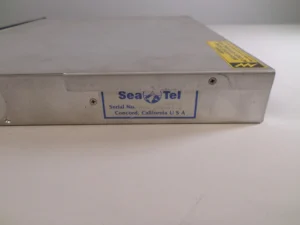 Sea Tel
Serial No.
Concord, California U S A